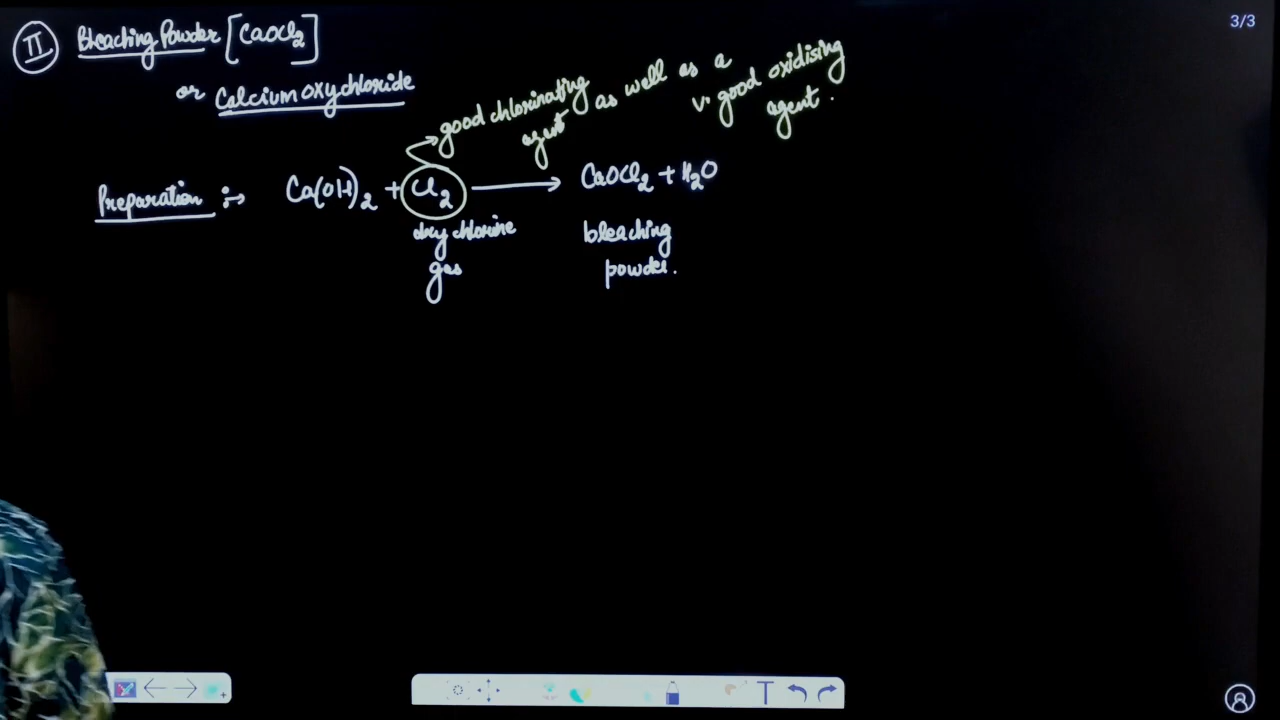 II Bleaching Powder [CaOCl₂]
or Calcium oxychloride
good chlorinating agent as well as a v. good oxidising agent.
Preparation :→ Ca(OH)₂ + Cl₂ → CaOCl₂ + H₂O
dry chlorine gas
bleaching powder.
3/3
T